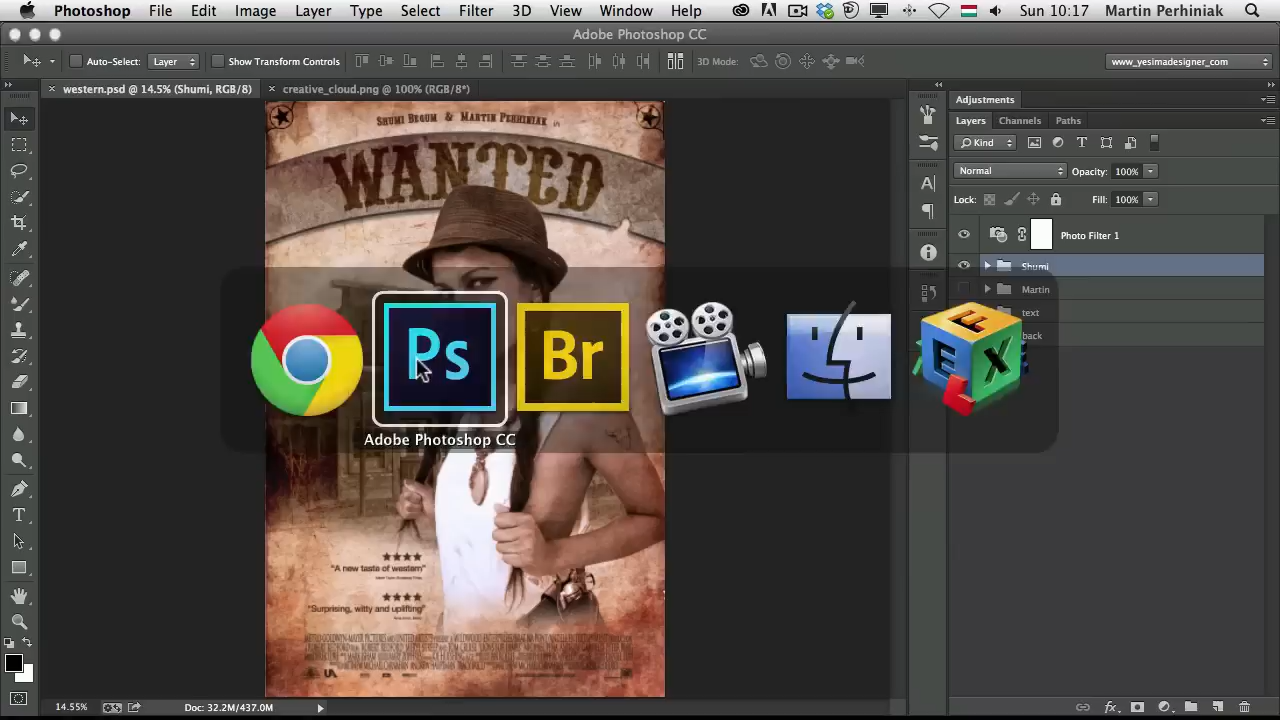 Photoshop File Edit Image Layer Type Select Filter 3D View Window Help Sun 10:17 Martin Perhiniak
Adobe Photoshop CC
Auto-Select: Layer Show Transform Controls 3D Mode: www_yesimadesigner_com
western.psd @ 14.5% (Shumi, RGB/8) creative_cloud.png @ 100% (RGB/8*)
Adjustments
Layers Channels Paths
Kind
Normal Opacity: 100%
Lock: Fill: 100%
Photo Filter 1
Shumi
Martin
text
back
SHUMI BEGUM & MARTIN PERHINIAK
WANTED
Ps Br
Adobe Photoshop CC
"A new taste of western"
"Surprising, witty and uplifting"
14.55% Doc: 32.2M/437.0M